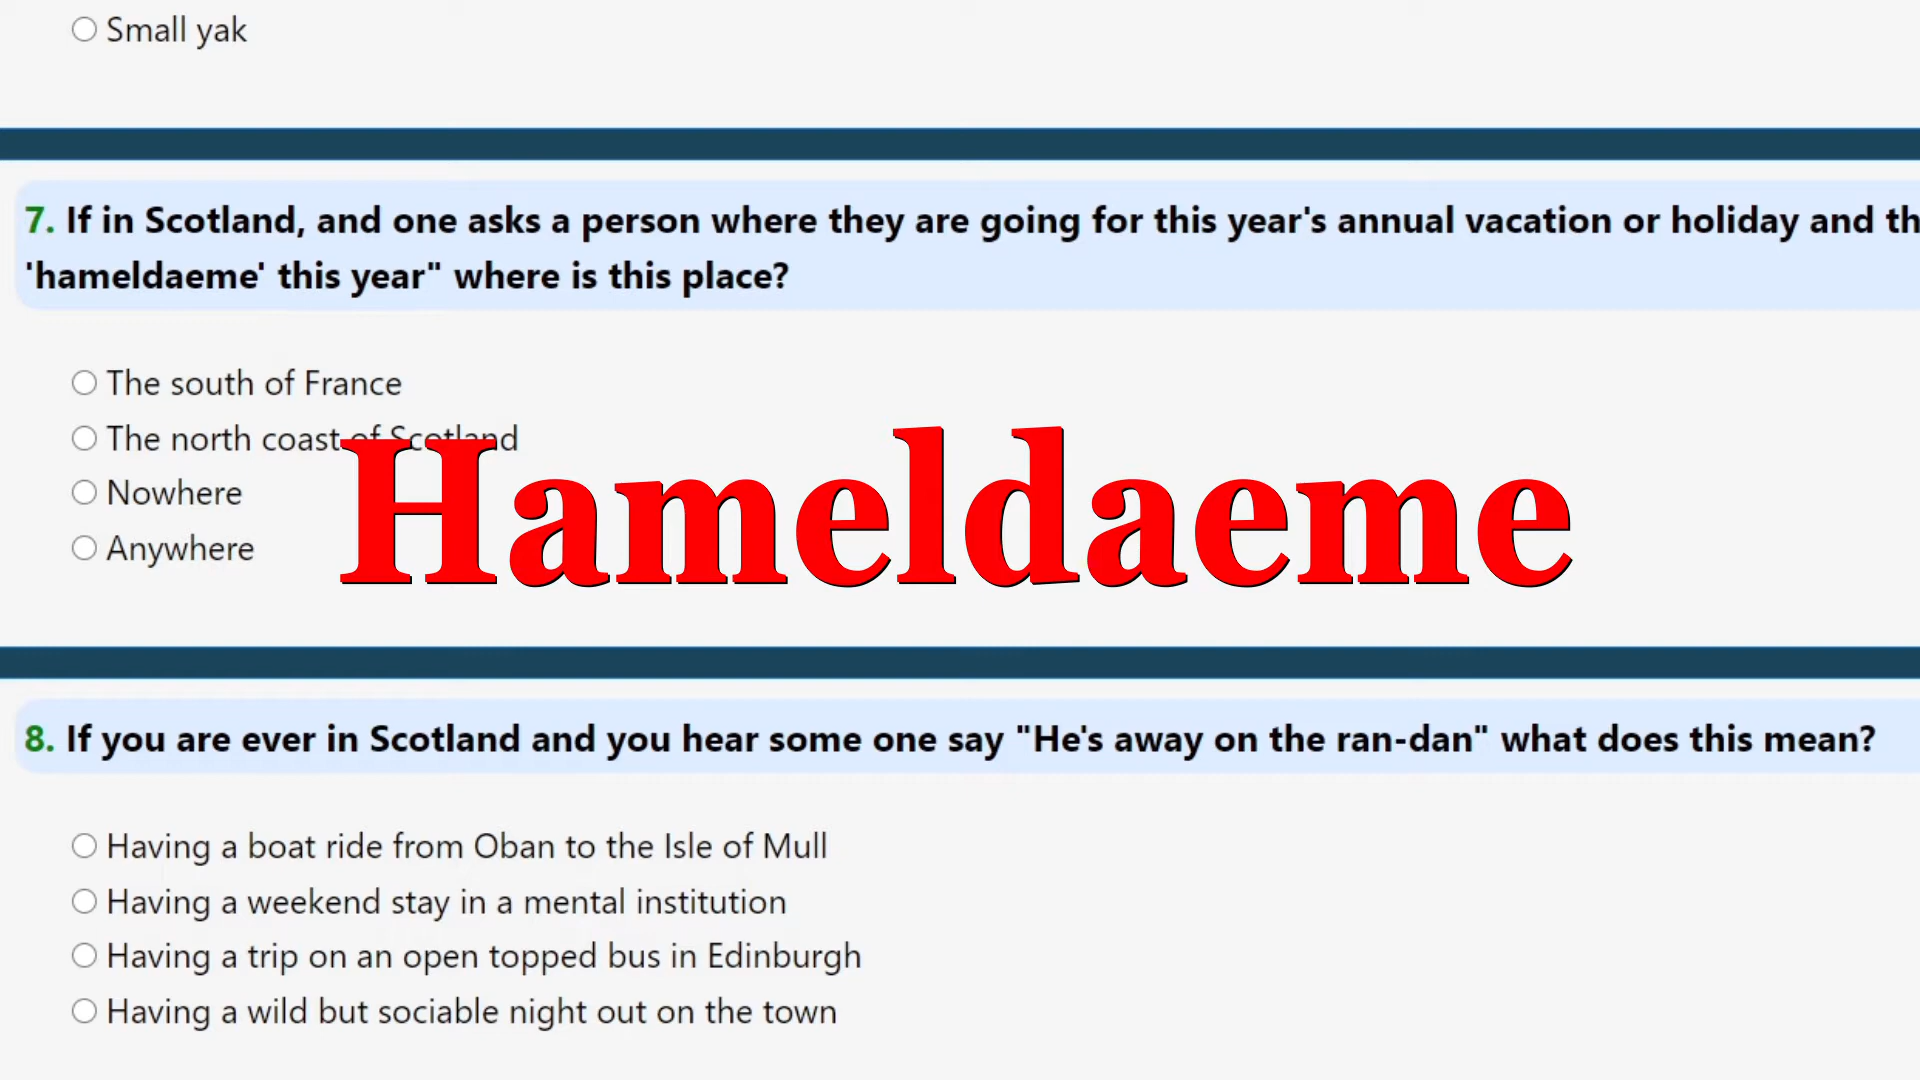 Small yak
7. If in Scotland, and one asks a person where they are going for this year's annual vacation or holiday and th
'hameldaeme' this year" where is this place?
The south of France
The north coast of Scotland
Nowhere
Anywhere
Hameldaeme
8. If you are ever in Scotland and you hear some one say "He's away on the ran-dan" what does this mean?
Having a boat ride from Oban to the Isle of Mull
Having a weekend stay in a mental institution
Having a trip on an open topped bus in Edinburgh
Having a wild but sociable night out on the town